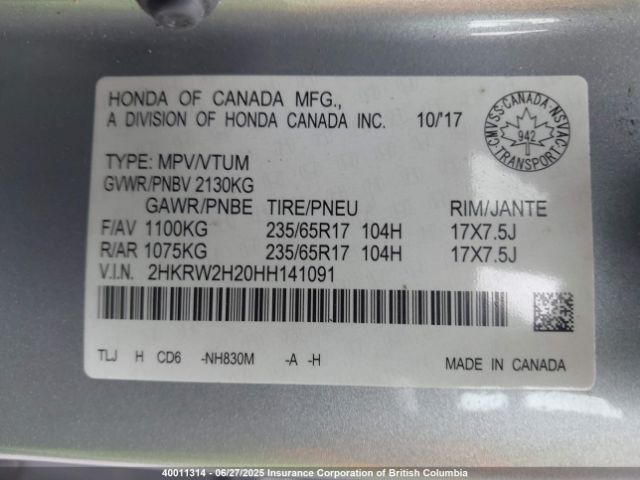 HONDA OF CANADA MFG.,
A DIVISION OF HONDA CANADA INC. 10/'17
CMVSS·CANADA·NSVAC
942
TRANSPORT
TYPE: MPV/VTUM
GVWR/PNBV 2130KG
GAWR/PNBE TIRE/PNEU RIM/JANTE
F/AV 1100KG 235/65R17 104H 17X7.5J
R/AR 1075KG 235/65R17 104H 17X7.5J
V.I.N. 2HKRW2H20HH141091
TLJ H CD6 -NH830M -A -H MADE IN CANADA
40011314 - 06/27/2025 Insurance Corporation of British Columbia